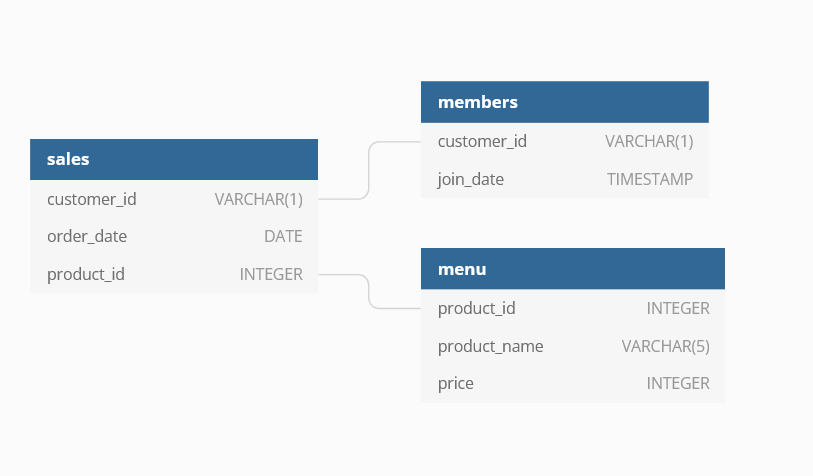 sales
customer_id VARCHAR(1)
order_date DATE
product_id INTEGER
members
customer_id VARCHAR(1)
join_date TIMESTAMP
menu
product_id INTEGER
product_name VARCHAR(5)
price INTEGER